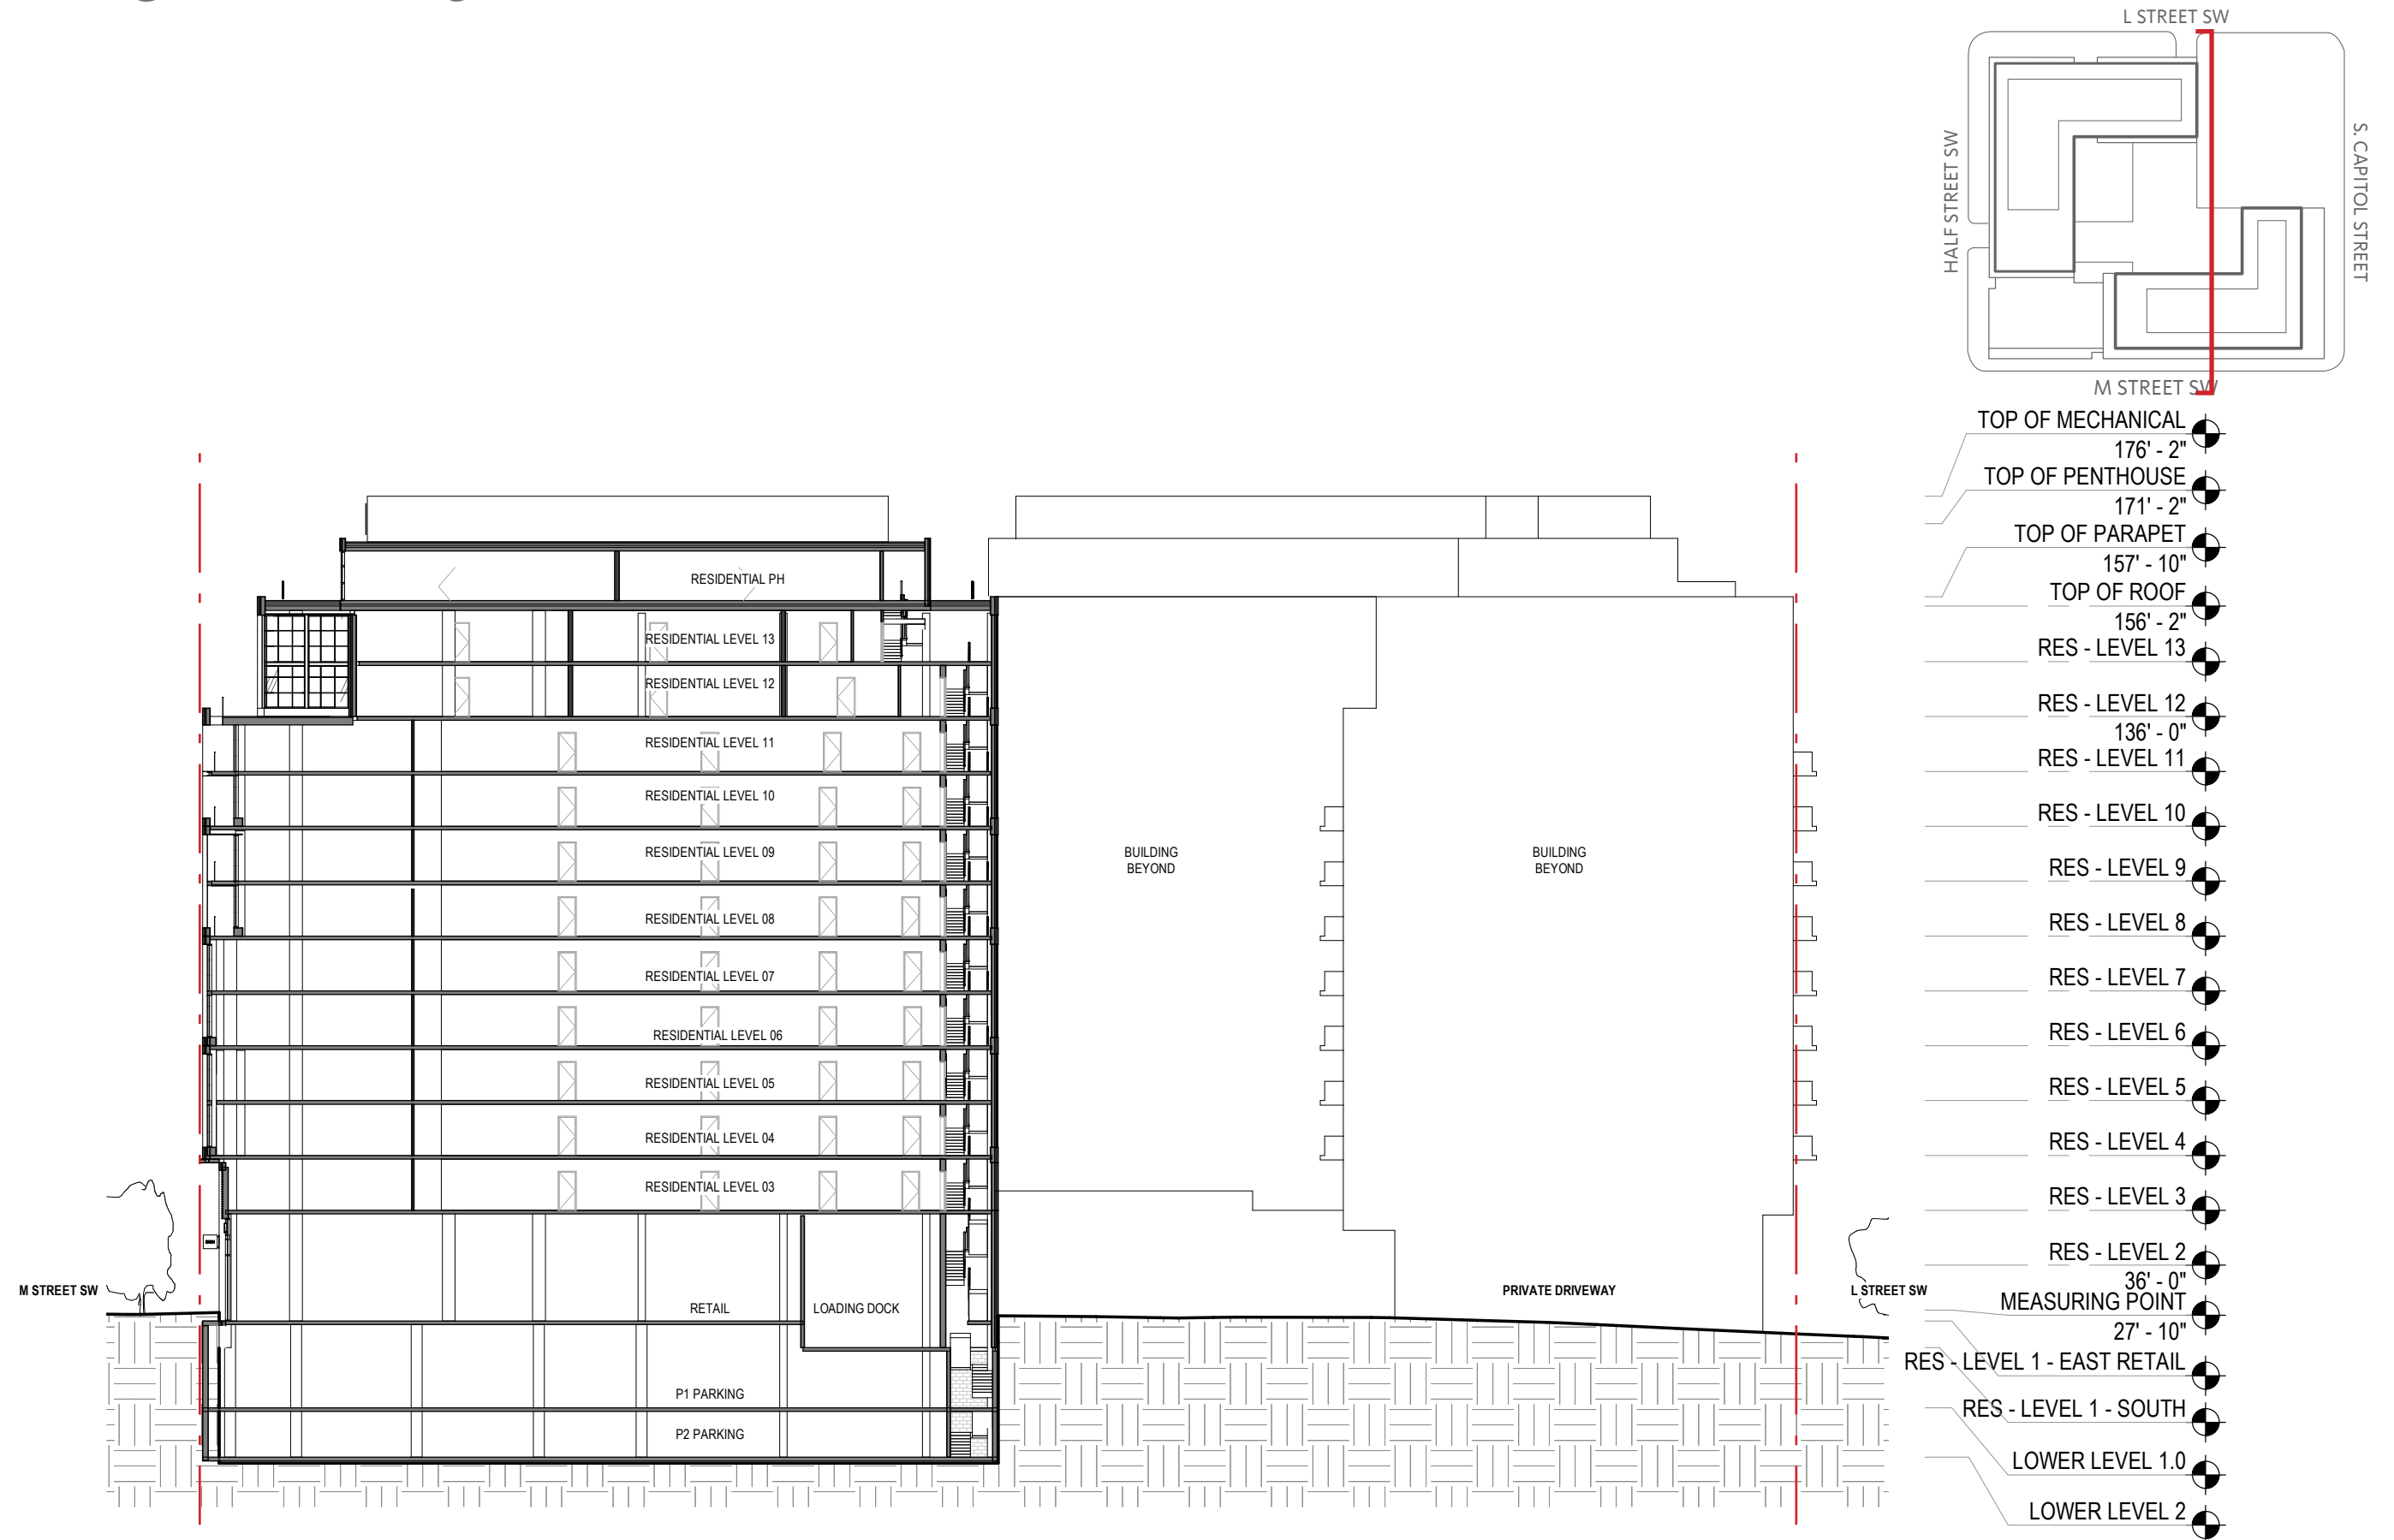 L STREET SW
HALF STREET SW
S. CAPITOL STREET
M STREET SW
TOP OF MECHANICAL
176' - 2"
TOP OF PENTHOUSE
171' - 2"
TOP OF PARAPET
157' - 10"
TOP OF ROOF
156' - 2"
RES - LEVEL 13
RES - LEVEL 12
136' - 0"
RES - LEVEL 11
RES - LEVEL 10
RES - LEVEL 9
RES - LEVEL 8
RES - LEVEL 7
RES - LEVEL 6
RES - LEVEL 5
RES - LEVEL 4
RES - LEVEL 3
RES - LEVEL 2
36' - 0"
MEASURING POINT
27' - 10"
RES - LEVEL 1 - EAST RETAIL
RES - LEVEL 1 - SOUTH
LOWER LEVEL 1.0
LOWER LEVEL 2
RESIDENTIAL PH
RESIDENTIAL LEVEL 13
RESIDENTIAL LEVEL 12
RESIDENTIAL LEVEL 11
RESIDENTIAL LEVEL 10
RESIDENTIAL LEVEL 09
RESIDENTIAL LEVEL 08
RESIDENTIAL LEVEL 07
RESIDENTIAL LEVEL 06
RESIDENTIAL LEVEL 05
RESIDENTIAL LEVEL 04
RESIDENTIAL LEVEL 03
RETAIL
LOADING DOCK
P1 PARKING
P2 PARKING
BUILDING
BEYOND
BUILDING
BEYOND
M STREET SW
PRIVATE DRIVEWAY
L STREET SW